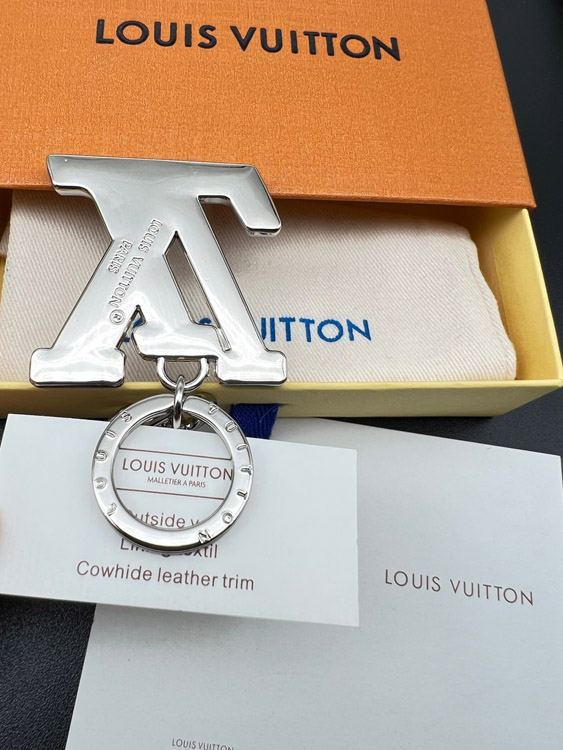 LOUIS VUITTON
LOUIS VUITTON®
PARIS
UITTON
LOUIS VUITTON
MALLETIER A PARIS
Cowhide leather trim
LOUIS VUITTON
LOUIS VUITTON